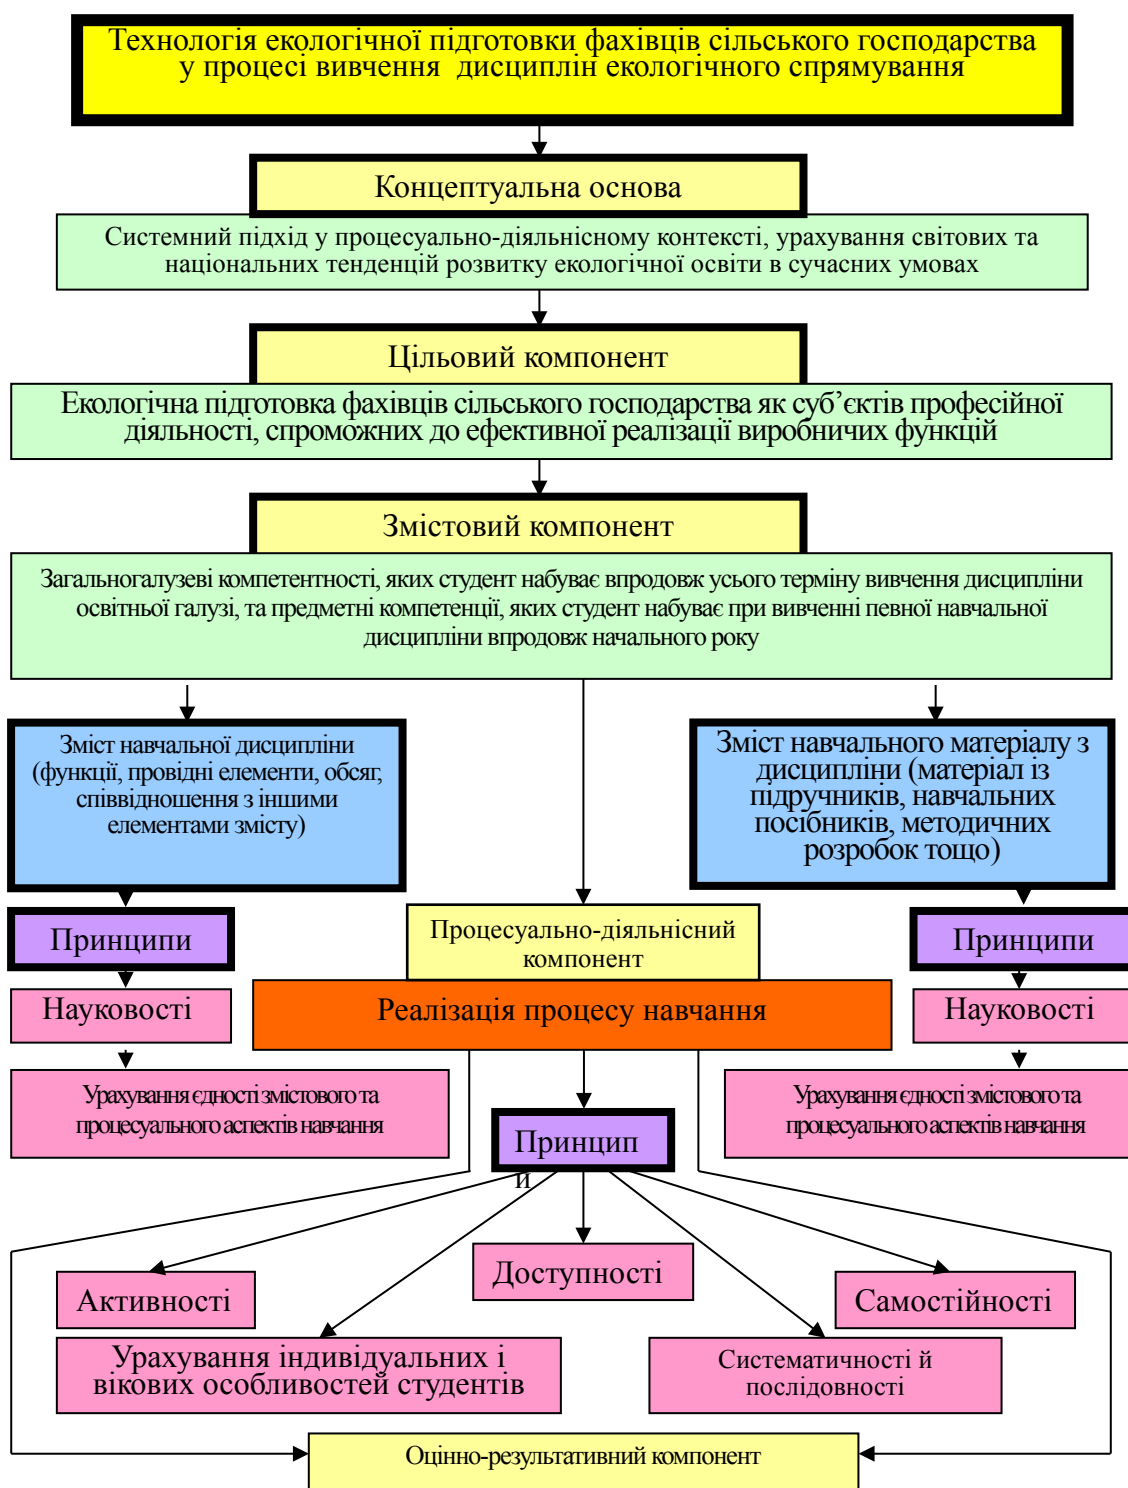 Технологія екологічної підготовки фахівців сільського господарства
у процесі вивчення дисциплін екологічного спрямування
Концептуальна основа
Системний підхід у процесуально-діяльнісному контексті, урахування світових та
національних тенденцій розвитку екологічної освіти в сучасних умовах
Цільовий компонент
Екологічна підготовка фахівців сільського господарства як суб’єктів професійної
діяльності, спроможних до ефективної реалізації виробничих функцій
Змістовий компонент
Загальногалузеві компетентності, яких студент набуває впродовж усього терміну вивчення дисципліни
освітньої галузі, та предметні компетенції, яких студент набуває при вивченні певної навчальної
дисципліни впродовж начального року
Зміст навчальної дисципліни
(функції, провідні елементи, обсяг,
співвідношення з іншими
елементами змісту)
Зміст навчального матеріалу з
дисципліни (матеріал із
підручників, навчальних
посібників, методичних
розробок тощо)
Принципи
Процесуально-діяльнісний
компонент
Принципи
Науковості
Реалізація процесу навчання
Науковості
Урахування єдності змістового та
процесуального аспектів навчання
Урахування єдності змістового та
процесуального аспектів навчання
Принцип
и
Активності
Доступності
Самостійності
Урахування індивідуальних і
вікових особливостей студентів
Систематичності й
послідовності
Оцінно-результативний компонент